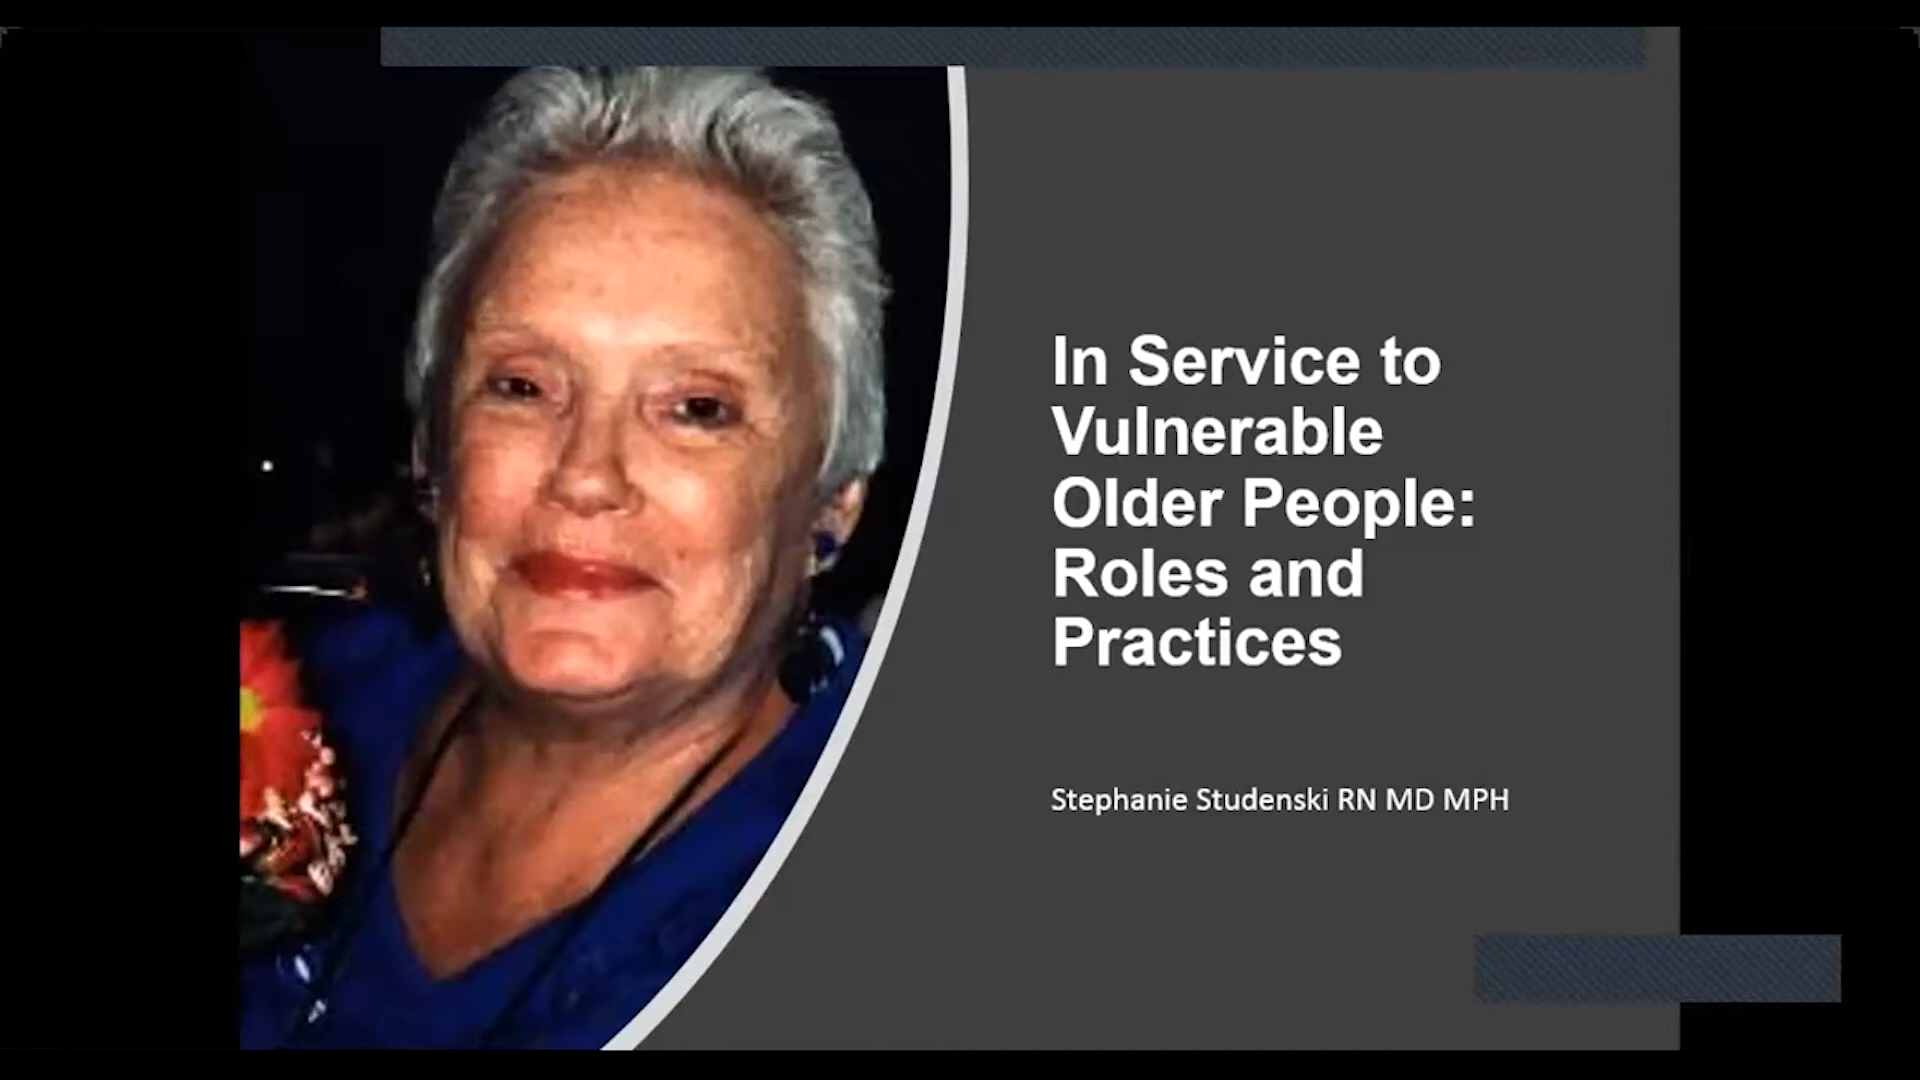 In Service to
Vulnerable
Older People:
Roles and
Practices
Stephanie Studenski RN MD MPH